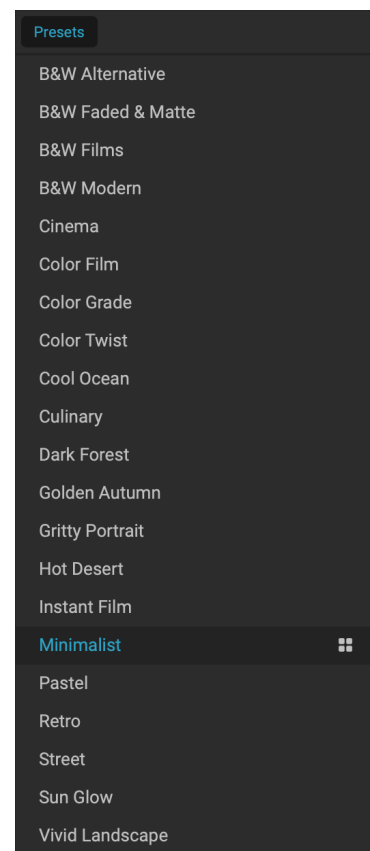 Presets
B&W Alternative
B&W Faded & Matte
B&W Films
B&W Modern
Cinema
Color Film
Color Grade
Color Twist
Cool Ocean
Culinary
Dark Forest
Golden Autumn
Gritty Portrait
Hot Desert
Instant Film
Minimalist
Pastel
Retro
Street
Sun Glow
Vivid Landscape